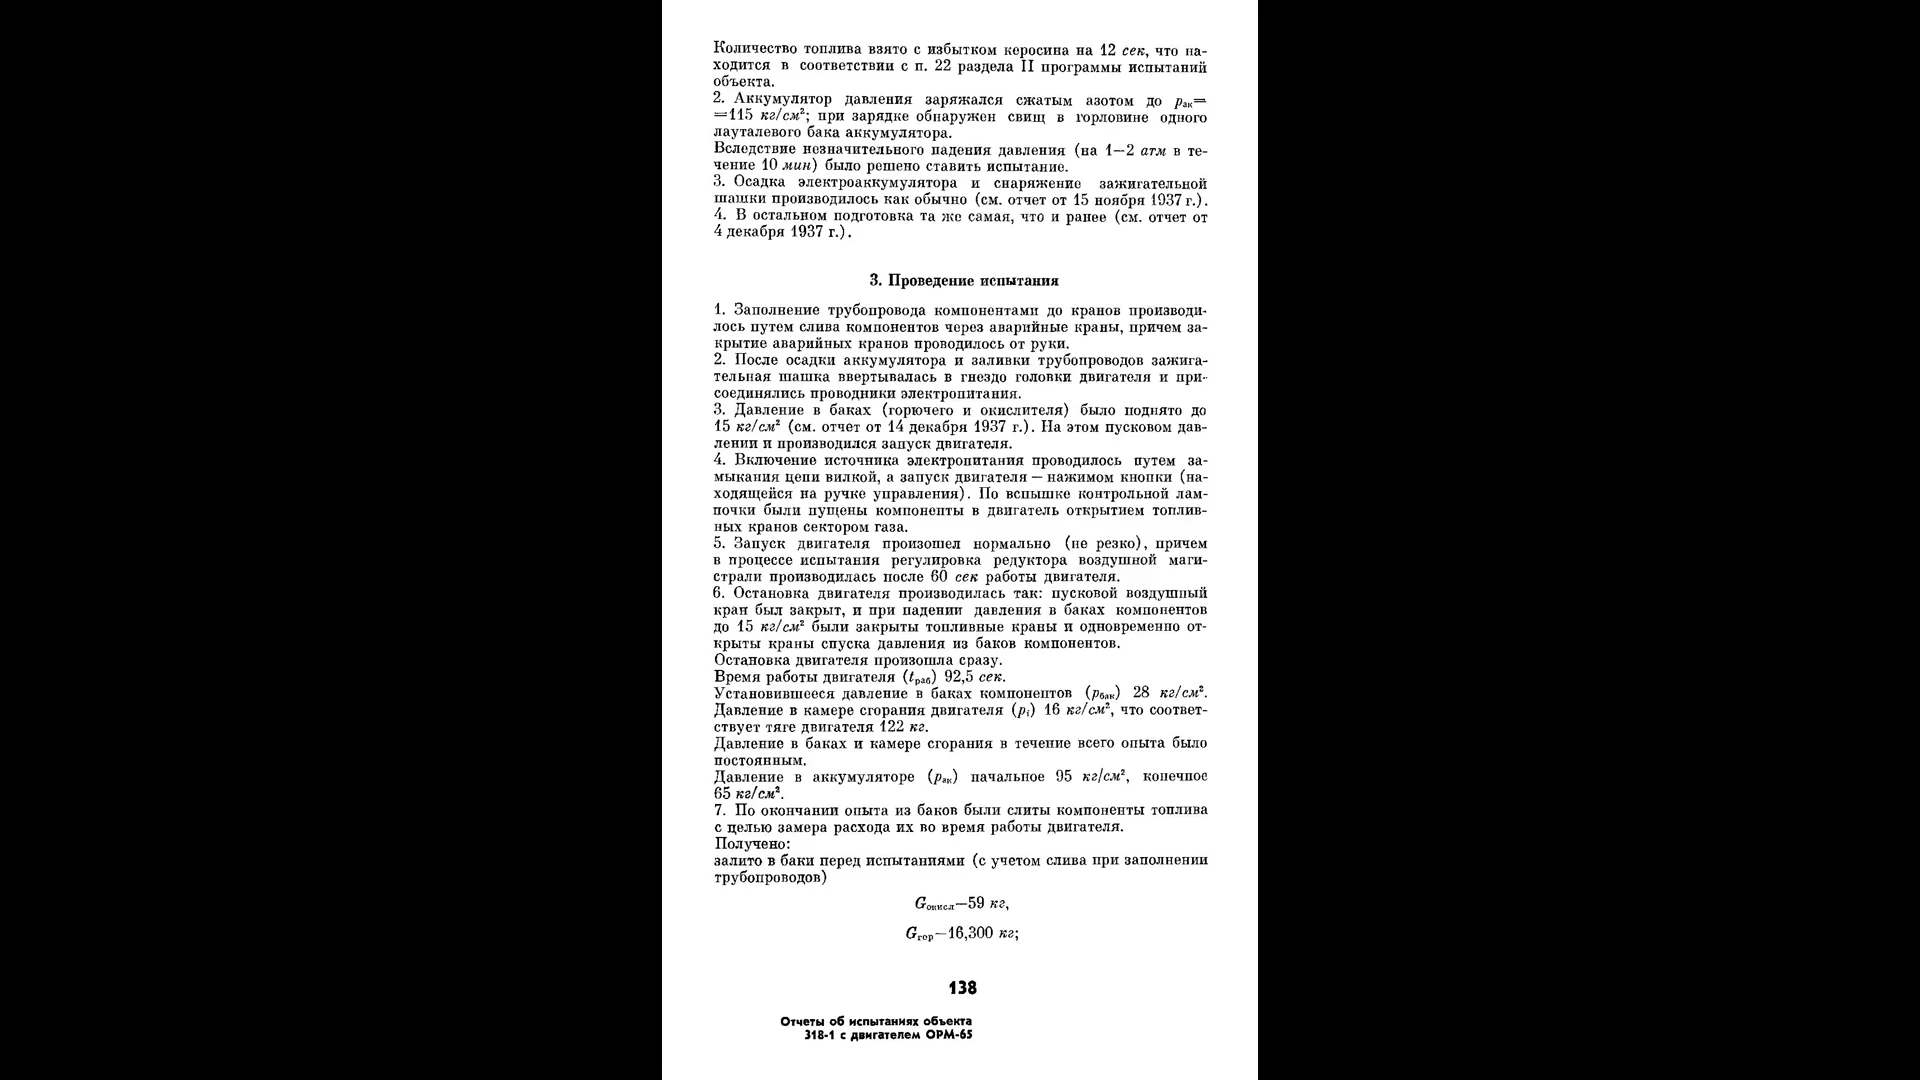 Количество топлива взято с избытком керосина на 12 сек, что на-
ходится в соответствии с п. 22 раздела II программы испытаний
объекта.
2. Аккумулятор давления заряжался сжатым азотом до pак=
=115 кг/см²; при зарядке обнаружен свищ в горловине одного
лауталевого бака аккумулятора.
Вследствие незначительного падения давления (на 1—2 атм в те-
чение 10 мин) было решено ставить испытание.
3. Осадка электроаккумулятора и снаряжение зажигательной
шашки производилось как обычно (см. отчет от 15 ноября 1937 г.).
4. В остальном подготовка та же самая, что и ранее (см. отчет от
4 декабря 1937 г.).
3. Проведение испытания
1. Заполнение трубопровода компонентами до кранов производи-
лось путем слива компонентов через аварийные краны, причем за-
крытие аварийных кранов проводилось от руки.
2. После осадки аккумулятора и заливки трубопроводов зажига-
тельная шашка ввертывалась в гнездо головки двигателя и при-
соединялись проводники электропитания.
3. Давление в баках (горючего и окислителя) было поднято до
15 кг/см² (см. отчет от 14 декабря 1937 г.). На этом пусковом дав-
лении и производился запуск двигателя.
4. Включение источника электропитания проводилось путем за-
мыкания цепи вилкой, а запуск двигателя — нажимом кнопки (на-
ходящейся на ручке управления). По вспышке контрольной лам-
почки были пущены компоненты в двигатель открытием топлив-
ных кранов сектором газа.
5. Запуск двигателя произошел нормально (не резко), причем
в процессе испытания регулировка редуктора воздушной маги-
страли производилась после 60 сек работы двигателя.
6. Остановка двигателя производилась так: пусковой воздушный
кран был закрыт, и при падении давления в баках компонентов
до 15 кг/см² были закрыты топливные краны и одновременно от-
крыты краны спуска давления из баков компонентов.
Остановка двигателя произошла сразу.
Время работы двигателя (tраб) 92,5 сек.
Установившееся давление в баках компонентов (pбак) 28 кг/см².
Давление в камере сгорания двигателя (pi) 16 кг/см², что соответ-
ствует тяге двигателя 122 кг.
Давление в баках и камере сгорания в течение всего опыта было
постоянным.
Давление в аккумуляторе (pак) начальное 95 кг/см², конечное
65 кг/см².
7. По окончании опыта из баков были слиты компоненты топлива
с целью замера расхода их во время работы двигателя.
Получено:
залито в баки перед испытаниями (с учетом слива при заполнении
трубопроводов)
Gокисл—59 кг,
Gгор—16,300 кг;
138
Отчеты об испытаниях объекта
318-1 с двигателем ОРМ-65